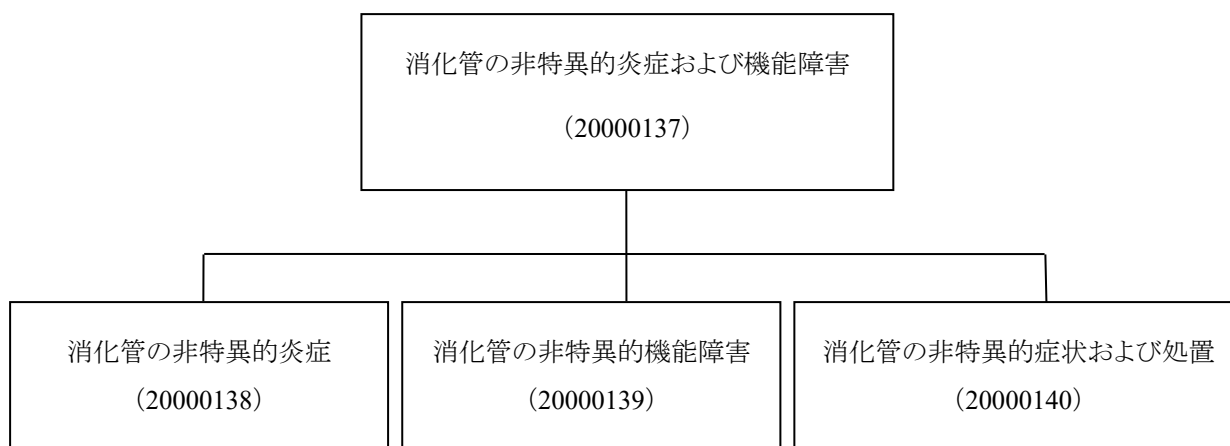 消化管の非特異的炎症および機能障害
（20000137）
消化管の非特異的炎症
（20000138）
消化管の非特異的機能障害
（20000139）
消化管の非特異的症状および処置
（20000140）